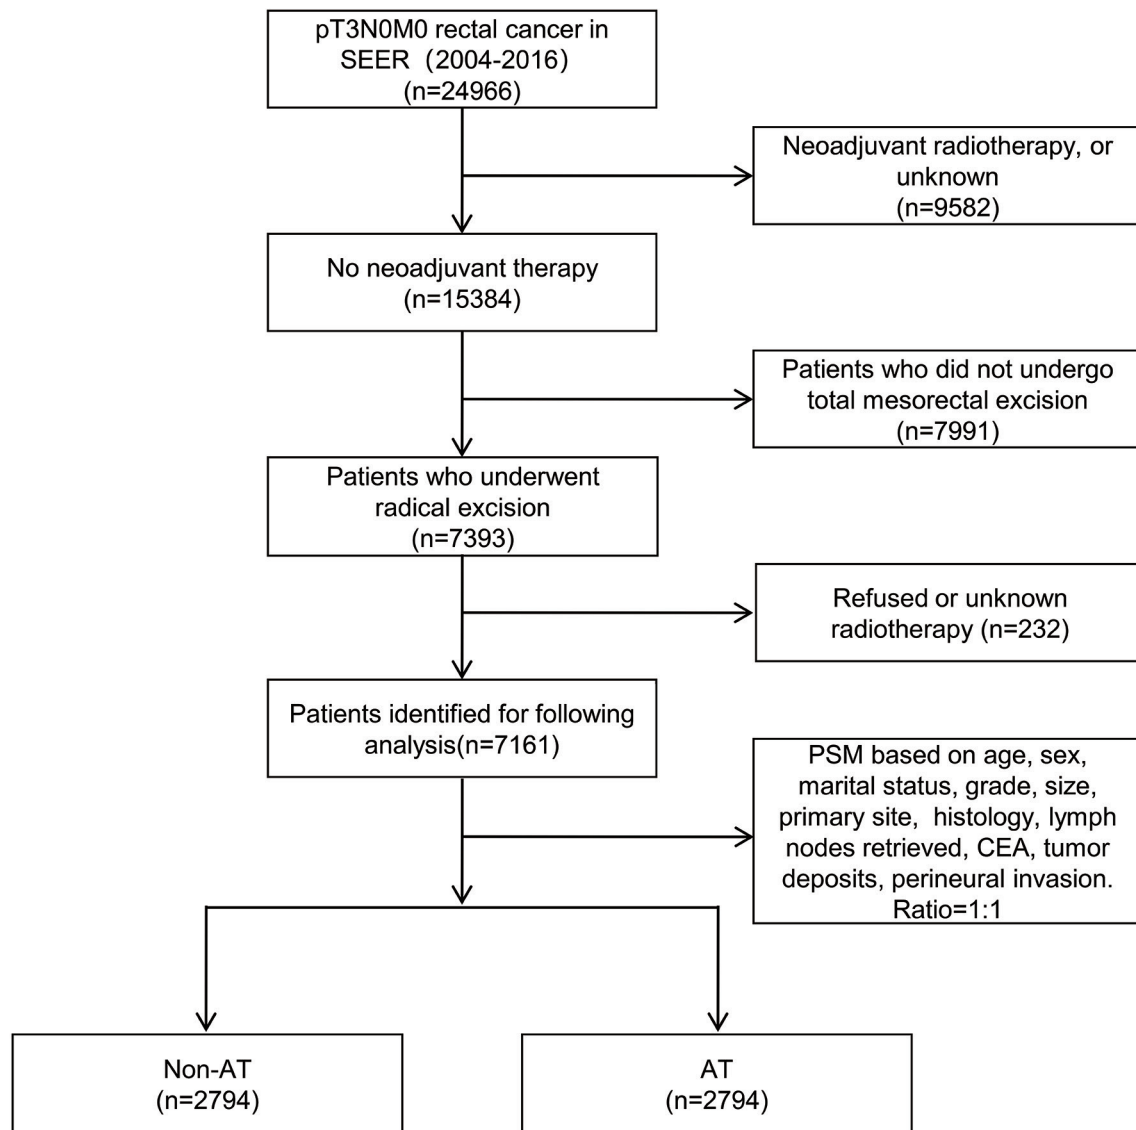 pT3N0M0 rectal cancer in
SEER (2004-2016)
(n=24966)
Neoadjuvant radiotherapy, or
unknown
(n=9582)
No neoadjuvant therapy
(n=15384)
Patients who did not undergo
total mesorectal excision
(n=7991)
Patients who underwent
radical excision
(n=7393)
Refused or unknown
radiotherapy (n=232)
Patients identified for following
analysis(n=7161)
PSM based on age, sex,
marital status, grade, size,
primary site, histology, lymph
nodes retrieved, CEA, tumor
deposits, perineural invasion.
Ratio=1:1
Non-AT
(n=2794)
AT
(n=2794)